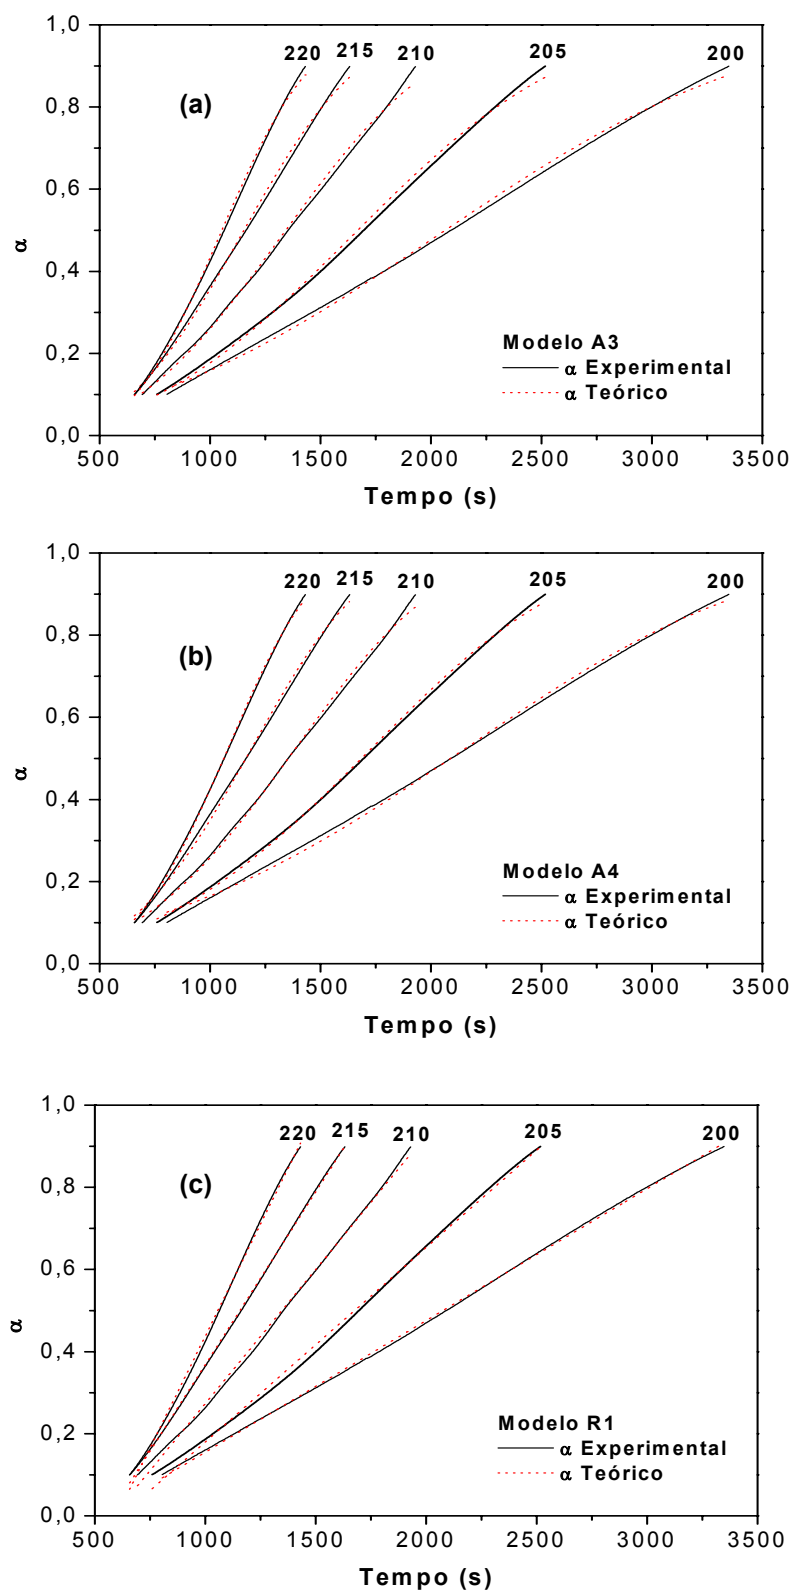 1,0
220 215 210 205 200
(a)
0,8
0,6
α
0,4
0,2
Modelo A3
α Experimental
α Teórico
0,0
500 1000 1500 2000 2500 3000 3500
Tempo (s)
1,0
220 215 210 205 200
(b)
0,8
0,6
α
0,4
0,2
Modelo A4
α Experimental
α Teórico
0,0
500 1000 1500 2000 2500 3000 3500
Tempo (s)
1,0
220 215 210 205 200
(c)
0,8
0,6
α
0,4
0,2
Modelo R1
α Experimental
α Teórico
0,0
500 1000 1500 2000 2500 3000 3500
Tempo (s)